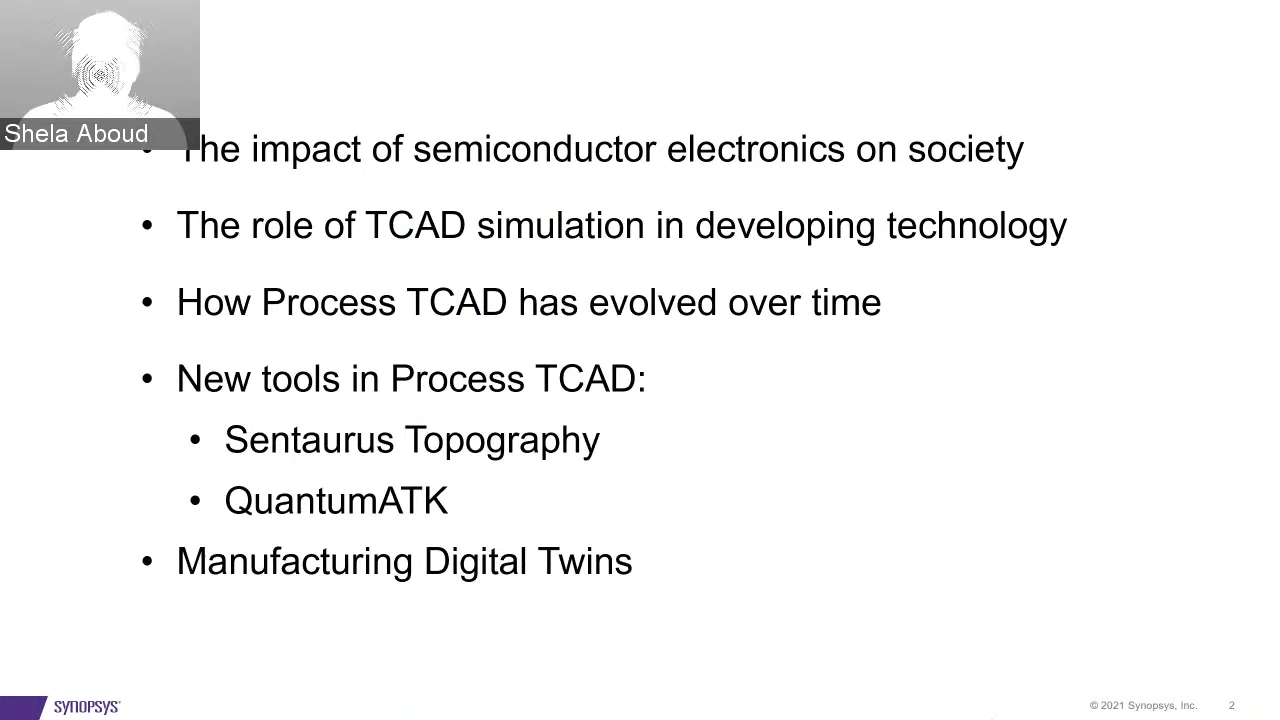 Shela Aboud
• The impact of semiconductor electronics on society
• The role of TCAD simulation in developing technology
• How Process TCAD has evolved over time
• New tools in Process TCAD:
• Sentaurus Topography
• QuantumATK
• Manufacturing Digital Twins
SYNOPSYS®
© 2021 Synopsys, Inc. 2